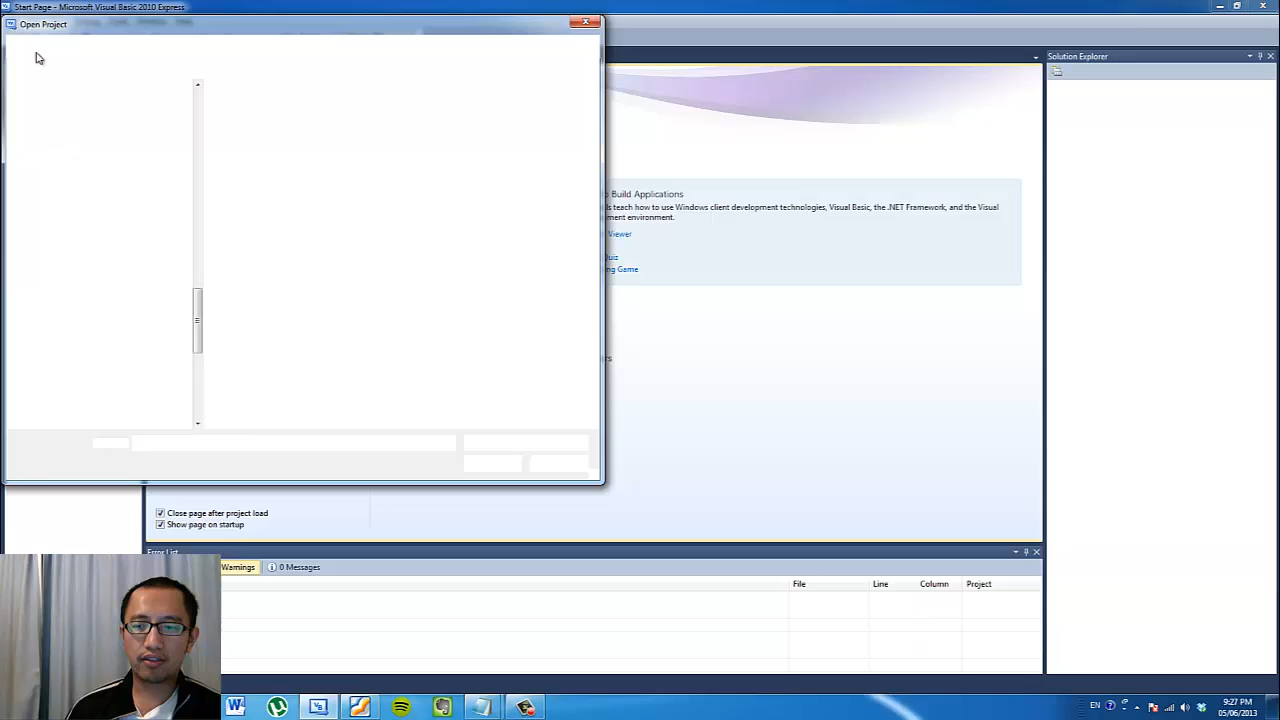 Start Page - Microsoft Visual Basic 2010 Express
Open Project
Solution Explorer
Build Applications
teach how to use Windows client development technologies, Visual Basic, the .NET Framework, and the Visual
environment.
Viewer
Game
Close page after project load
Show page on startup
Error List
Warnings
0 Messages
File
Line
Column
Project
EN
9:27 PM
05/06/2013